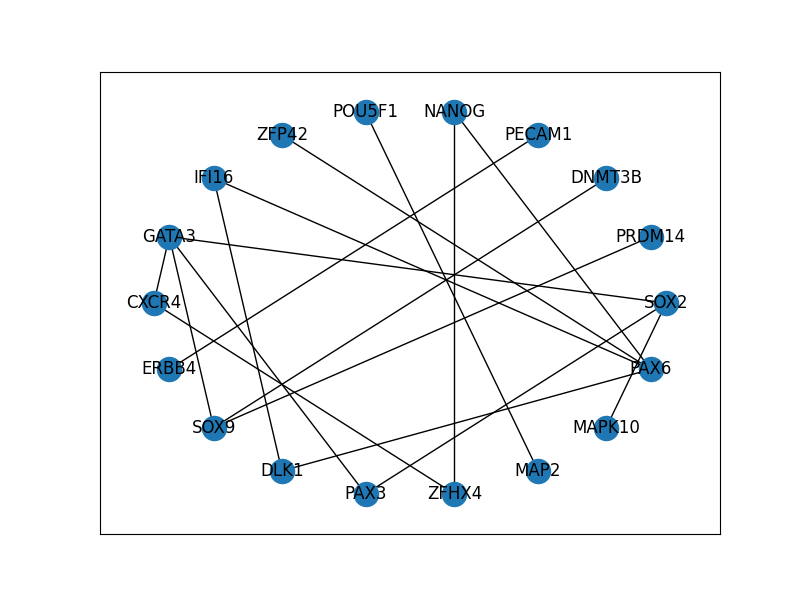 POU5F1 NANOG
ZFP42 PECAM1
IFI16 DNMT3B
GATA3 PRDM14
CXCR4 SOX2
ERBB4 PAX6
SOX9 MAPK10
DLK1 MAP2
PAX3 ZFHX4